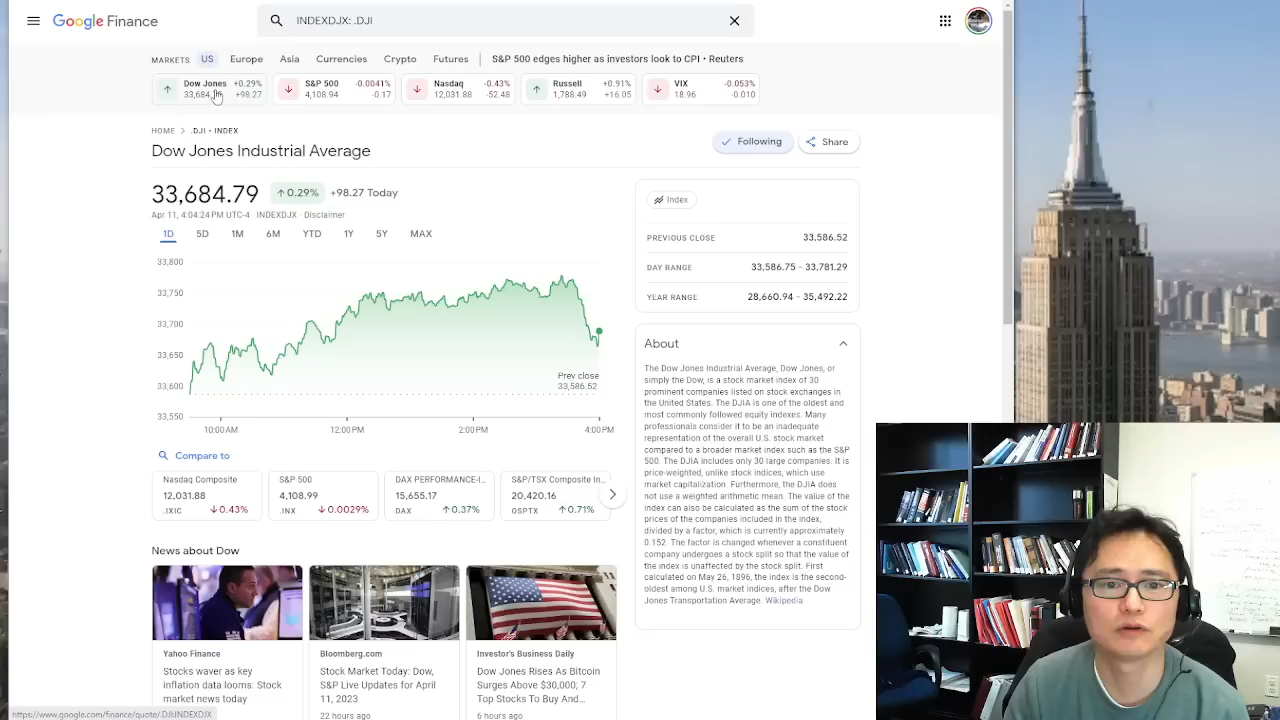 Google Finance
INDEXDJX: .DJI
MARKETS US Europe Asia Currencies Crypto Futures S&P 500 edges higher as investors look to CPI • Reuters
Dow Jones +0.29% S&P 500 -0.0041% Nasdaq -0.43% Russell +0.91% VIX -0.053%
33,684. +98.27 4,108.94 -0.17 12,031.88 -52.48 1,788.49 +16.05 18.96 -0.010
HOME > .DJI • INDEX
Dow Jones Industrial Average
Following Share
33,684.79 0.29% +98.27 Today
Apr 11, 4:04:24 PM UTC-4 · INDEXDJX · Disclaimer
1D 5D 1M 6M YTD 1Y 5Y MAX
33,800
33,750
33,700
33,650
33,600
33,550
Prev close
33,586.52
10:00 AM 12:00 PM 2:00 PM 4:00 PM
Index
PREVIOUS CLOSE 33,586.52
DAY RANGE 33,586.75 - 33,781.29
YEAR RANGE 28,660.94 - 35,492.22
About
The Dow Jones Industrial Average, Dow Jones, or
simply the Dow, is a stock market index of 30
prominent companies listed on stock exchanges in
the United States. The DJIA is one of the oldest and
most commonly followed equity indexes. Many
professionals consider it to be an inadequate
representation of the overall U.S. stock market
compared to a broader market index such as the S&P
500. The DJIA includes only 30 large companies. It is
price-weighted, unlike stock indices, which use
market capitalization. Furthermore, the DJIA does
not use a weighted arithmetic mean. The value of the
index can also be calculated as the sum of the stock
prices of the companies included in the index,
divided by a factor, which is currently approximately
0.152. The factor is changed whenever a constituent
company undergoes a stock split so that the value of
the index is unaffected by the stock split. First
calculated on May 26, 1896, the index is the second-
oldest among U.S. market indices, after the Dow
Jones Transportation Average. Wikipedia
Compare to
Nasdaq Composite S&P 500 DAX PERFORMANCE-I... S&P/TSX Composite In...
12,031.88 4,108.99 15,655.17 20,420.16
.IXIC 0.43% .INX 0.0029% DAX 0.37% OSPTX 0.71%
News about Dow
Yahoo Finance
Stocks waver as key
inflation data looms: Stock
market news today
Bloomberg.com
Stock Market Today: Dow,
S&P Live Updates for April
11, 2023
22 hours ago
Investor's Business Daily
Dow Jones Rises As Bitcoin
Surges Above $30,000; 7
Top Stocks To Buy And...
6 hours ago
https://www.google.com/finance/quote/.DJI:INDEXDJX